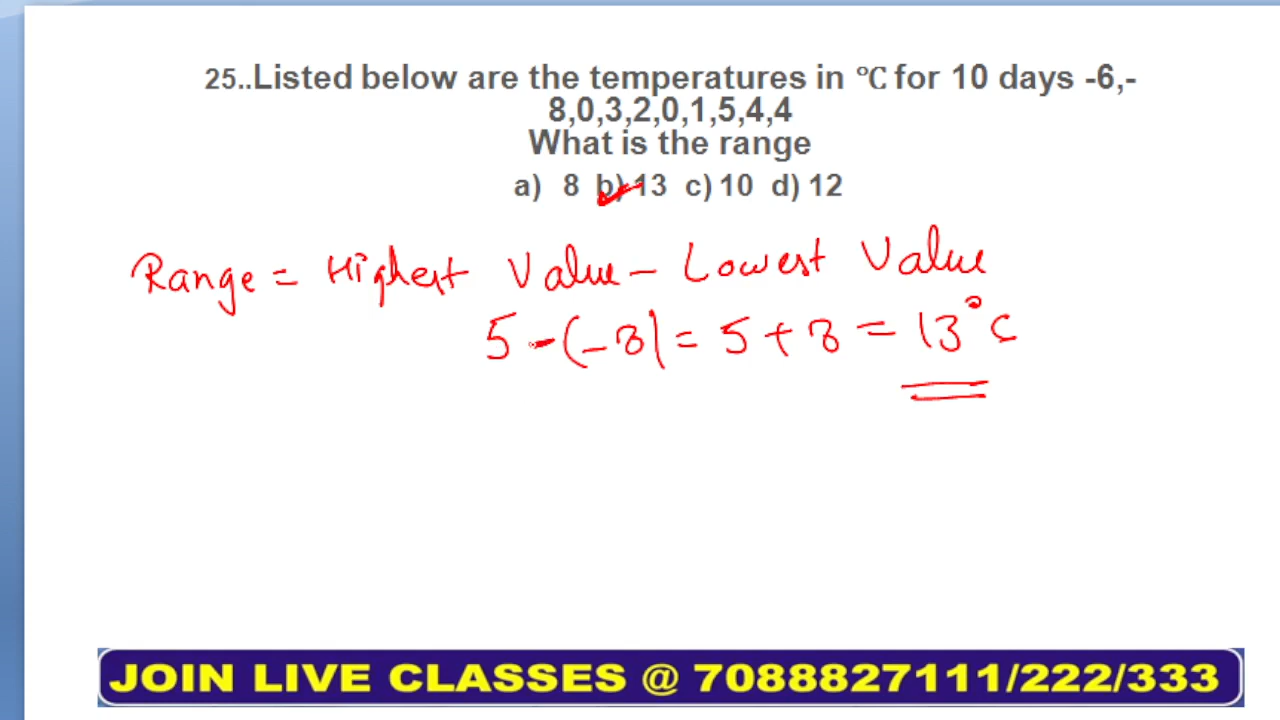 25..Listed below are the temperatures in °C for 10 days -6,-
8,0,3,2,0,1,5,4,4
What is the range
a) 8 b) 13 c) 10 d) 12
Range = Highest Value - Lowest Value
5 - (-8) = 5 + 8 = 13°C
JOIN LIVE CLASSES @ 7088827111/222/333